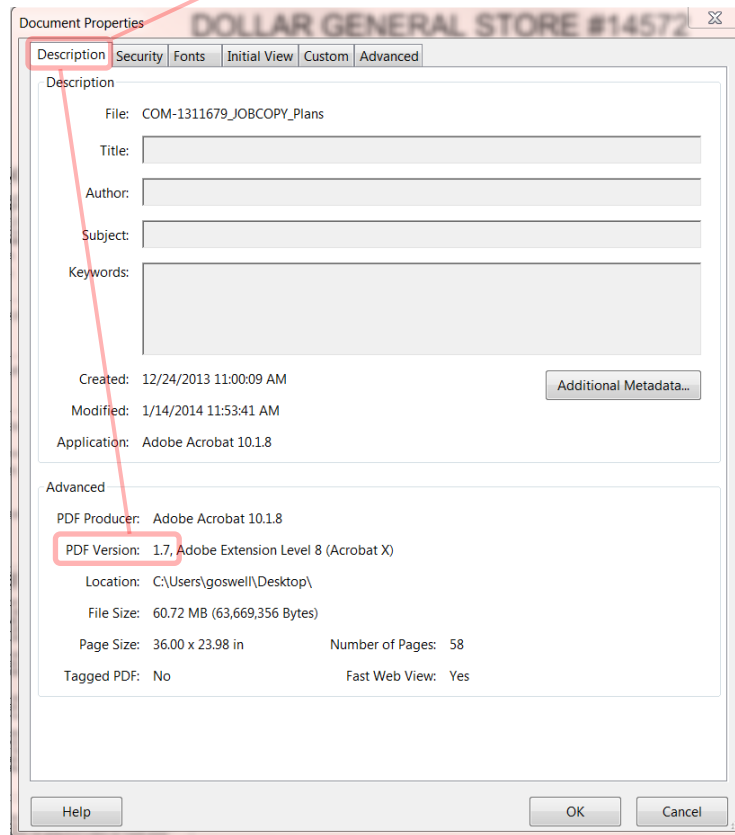 Document Properties
DOLLAR GENERAL STORE #14572
Description Security Fonts Initial View Custom Advanced
Description
File: COM-1311679_JOBCOPY_Plans
Title:
Author:
Subject:
Keywords:
Created: 12/24/2013 11:00:09 AM
Additional Metadata...
Modified: 1/14/2014 11:53:41 AM
Application: Adobe Acrobat 10.1.8
Advanced
PDF Producer: Adobe Acrobat 10.1.8
PDF Version: 1.7, Adobe Extension Level 8 (Acrobat X)
Location: C:\Users\goswell\Desktop\
File Size: 60.72 MB (63,669,356 Bytes)
Page Size: 36.00 x 23.98 in Number of Pages: 58
Tagged PDF: No Fast Web View: Yes
Help OK Cancel